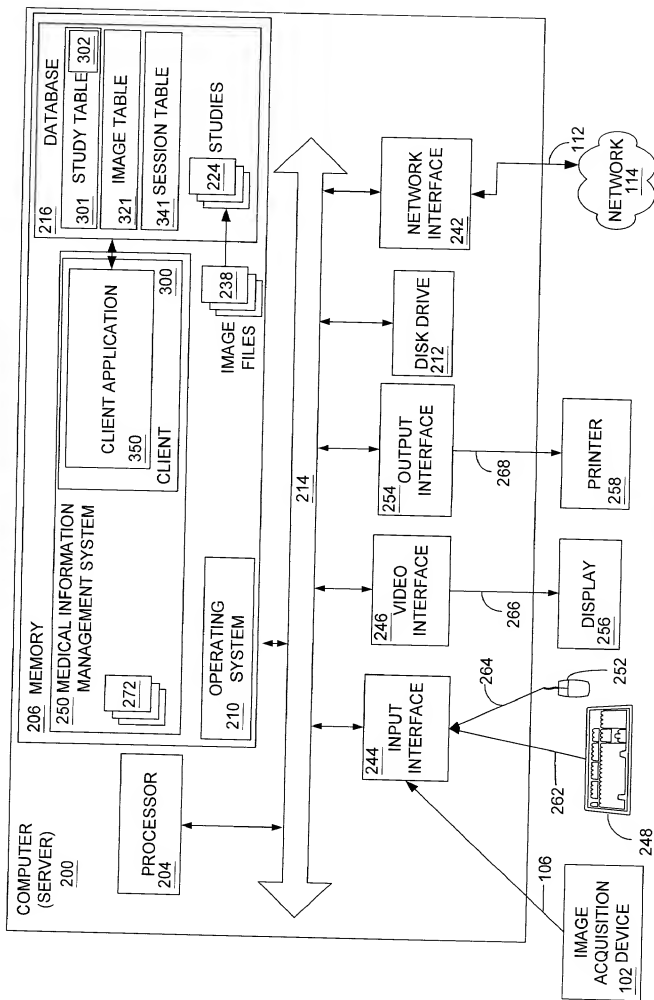 COMPUTER
(SERVER)
200
PROCESSOR
204
206 MEMORY
250 MEDICAL INFORMATION
MANAGEMENT SYSTEM
272
CLIENT APPLICATION
350
CLIENT
300
210 OPERATING
SYSTEM
216 DATABASE
301 STUDY TABLE
302
321 IMAGE TABLE
341 SESSION TABLE
224 STUDIES
238
IMAGE
FILES
214
244 INPUT
INTERFACE
246 VIDEO
INTERFACE
254 OUTPUT
INTERFACE
DISK DRIVE
212
NETWORK
INTERFACE
242
112
NETWORK
114
106
262
264
266
268
IMAGE
ACQUISITION
102 DEVICE
248
252
DISPLAY
256
PRINTER
258